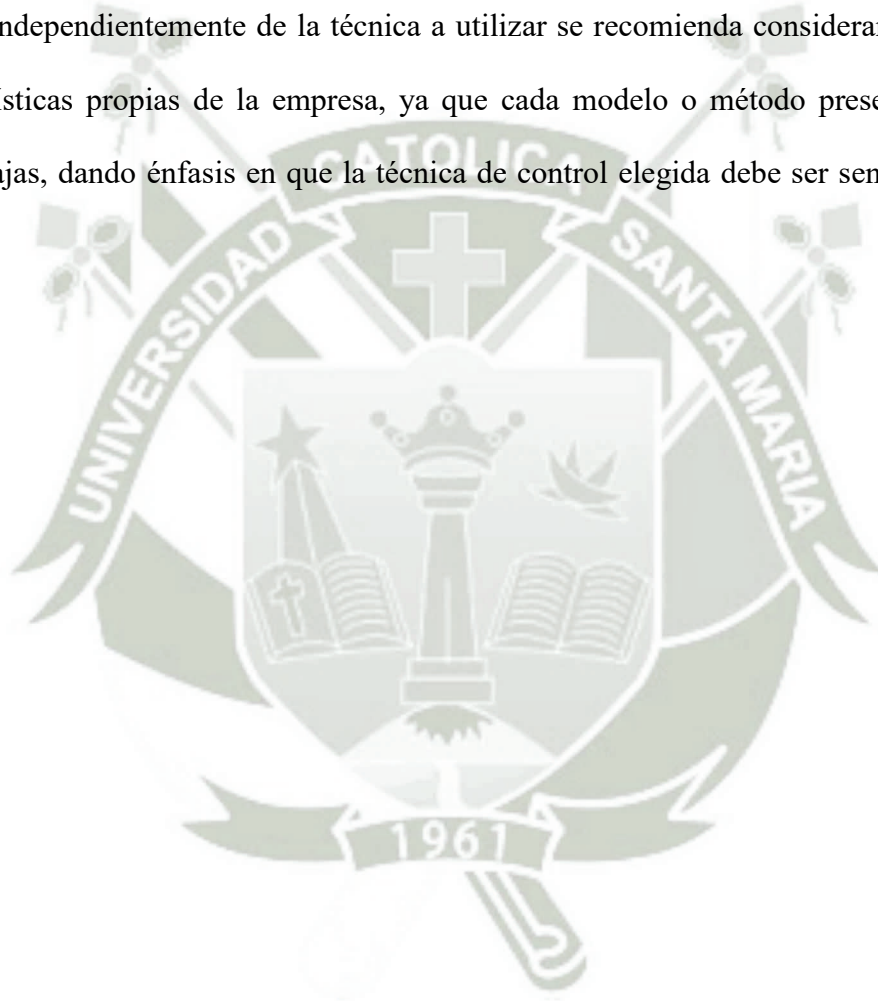 ndependientemente de la técnica a utilizar se recomienda considerar
ísticas propias de la empresa, ya que cada modelo o método prese
ajas, dando énfasis en que la técnica de control elegida debe ser sen
CATOLICA
UNIVERSIDAD
SANTA MARIA
1961